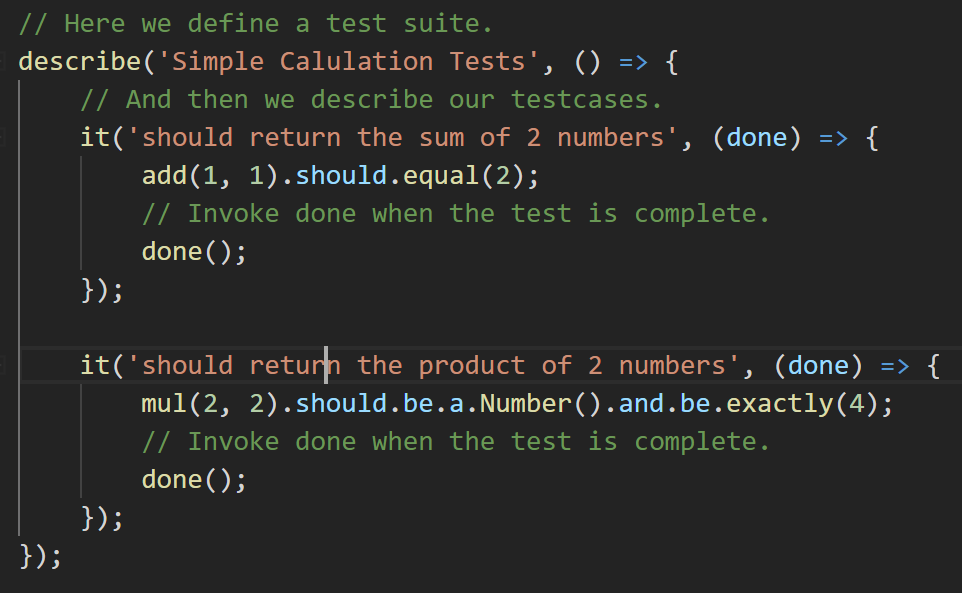 // Here we define a test suite.
describe('Simple Calulation Tests', () => {
    // And then we describe our testcases.
    it('should return the sum of 2 numbers', (done) => {
        add(1, 1).should.equal(2);
        // Invoke done when the test is complete.
        done();
    });

    it('should return the product of 2 numbers', (done) => {
        mul(2, 2).should.be.a.Number().and.be.exactly(4);
        // Invoke done when the test is complete.
        done();
    });
});